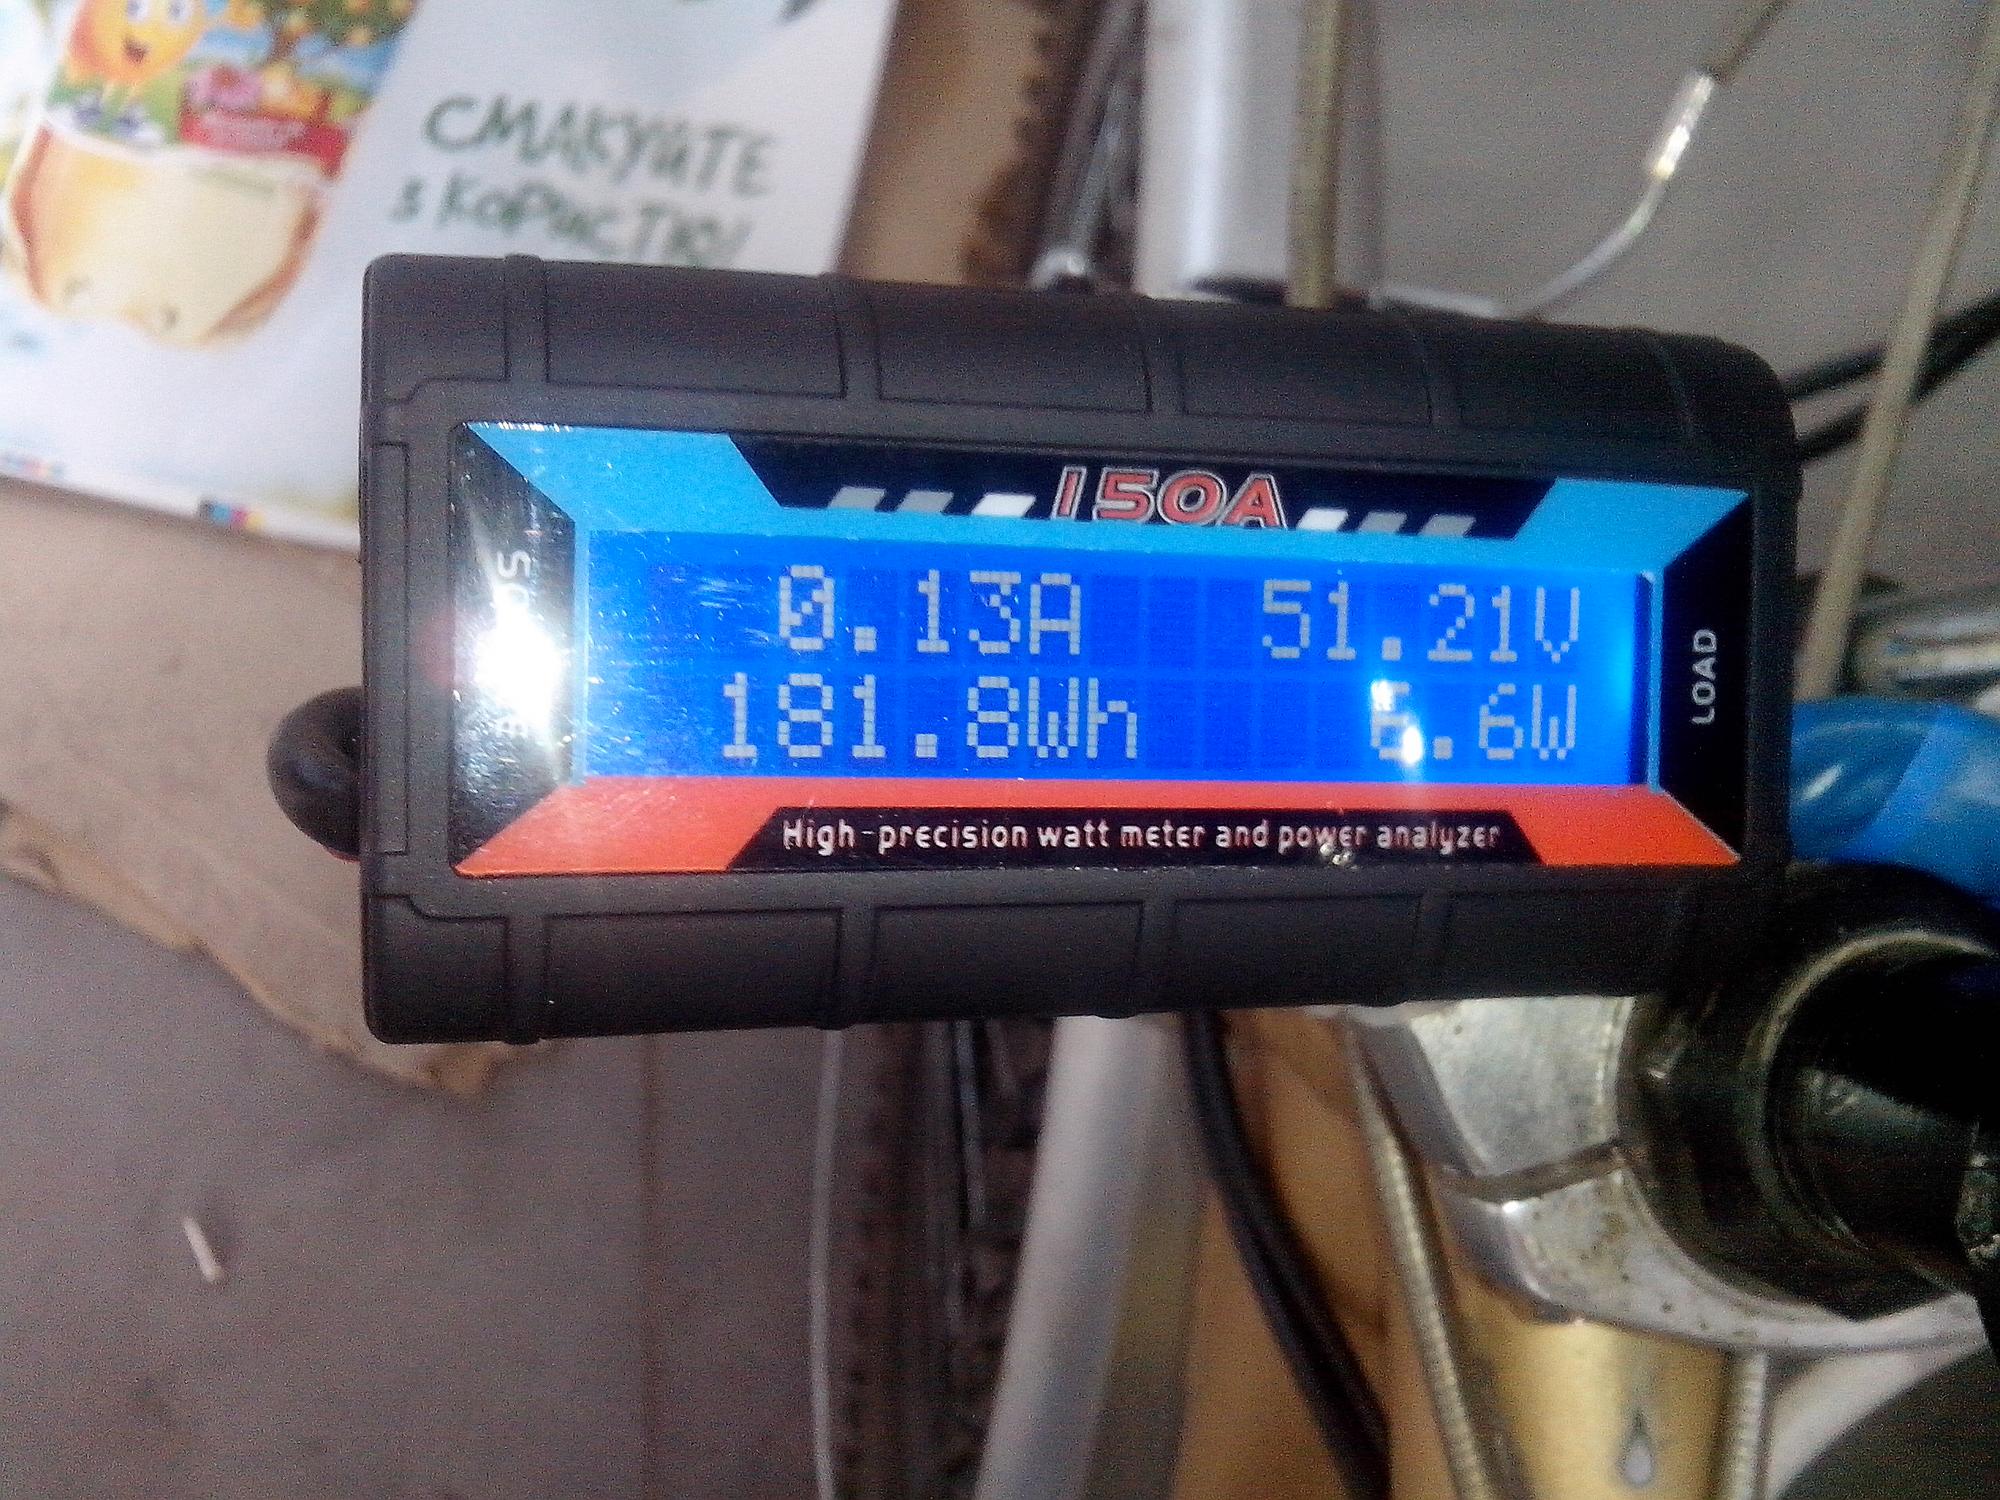 СМАКУЙТЕ
з КОРИСТЮ!
150A
0.13A 51.21V
181.8Wh 6.6W
LOAD
High-precision watt meter and power analyzer